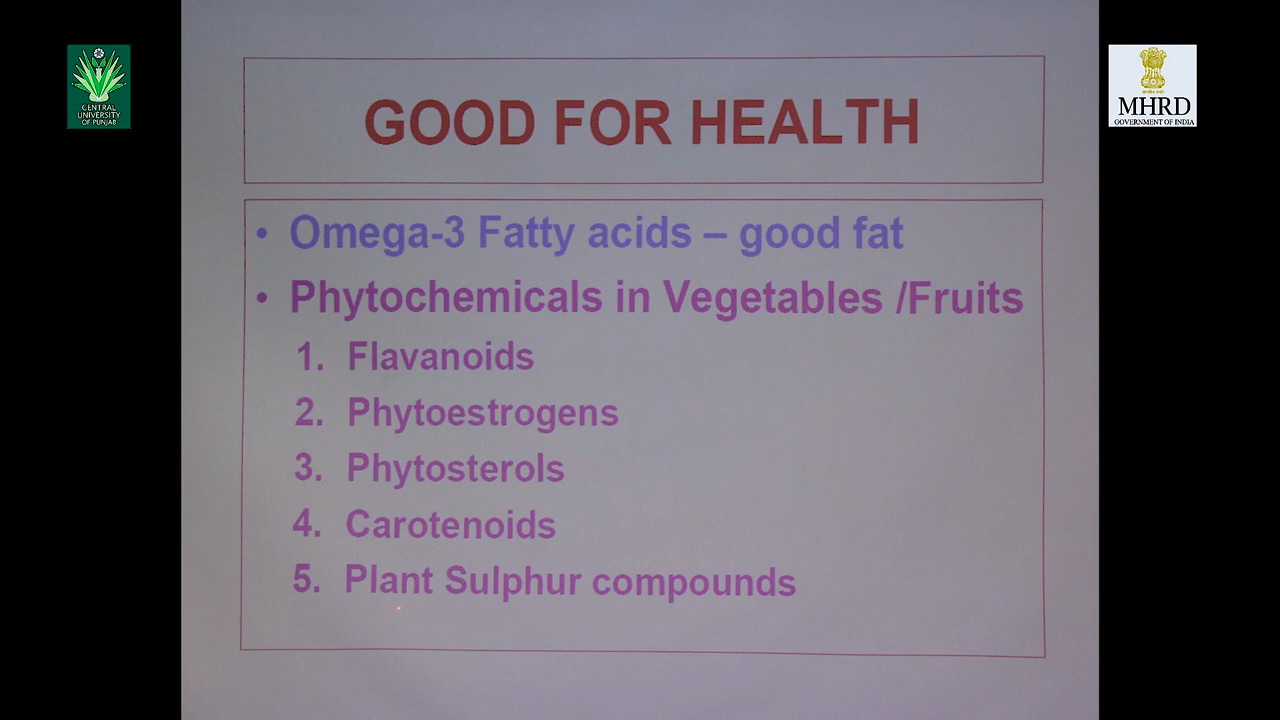 CENTRAL
UNIVERSITY
OF PUNJAB
MHRD
GOVERNMENT OF INDIA
GOOD FOR HEALTH
• Omega-3 Fatty acids – good fat
• Phytochemicals in Vegetables /Fruits
1. Flavanoids
2. Phytoestrogens
3. Phytosterols
4. Carotenoids
5. Plant Sulphur compounds